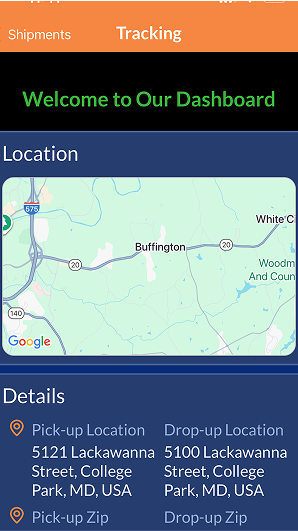 Shipments
Tracking
Welcome to Our Dashboard
Location
575
White C
Buffington
20
20
Woodm
And Coun
140
Google
Details
Pick-up Location
Drop-up Location
5121 Lackawanna
Street, College
Park, MD, USA
5100 Lackawanna
Street, College
Park, MD, USA
Pick-up Zip
Drop-up Zip